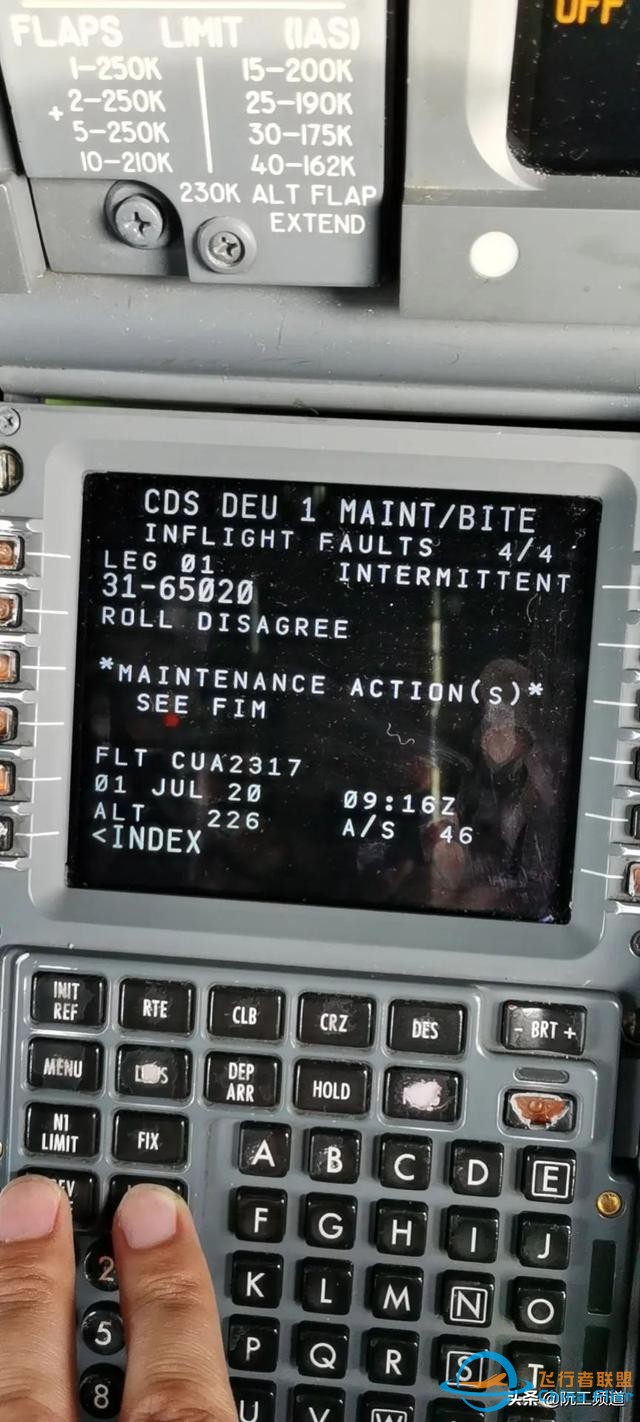 OFF
FLAPS LIMIT (IAS)
1-250K 15-200K
+2-250K 25-190K
5-250K 30-175K
10-210K 40-162K
230K ALT FLAP
EXTEND
CDS DEU 1 MAINT/BITE
INFLIGHT FAULTS 4/4
LEG 01 INTERMITTENT
31-65020
ROLL DISAGREE
*MAINTENANCE ACTION(S)*
SEE FIM
FLT CUA2317
01 JUL 20 09:16Z
ALT 226 A/S 46
<INDEX
INIT REF
RTE
CLB
CRZ
DES
- BRT +
MENU
DEP ARR
HOLD
N1 LIMIT
FIX
A B C D E
F G H I J
2
K L M N O
5
P Q R S T
8
U V W
飞行者联盟
头条 @阮工频道